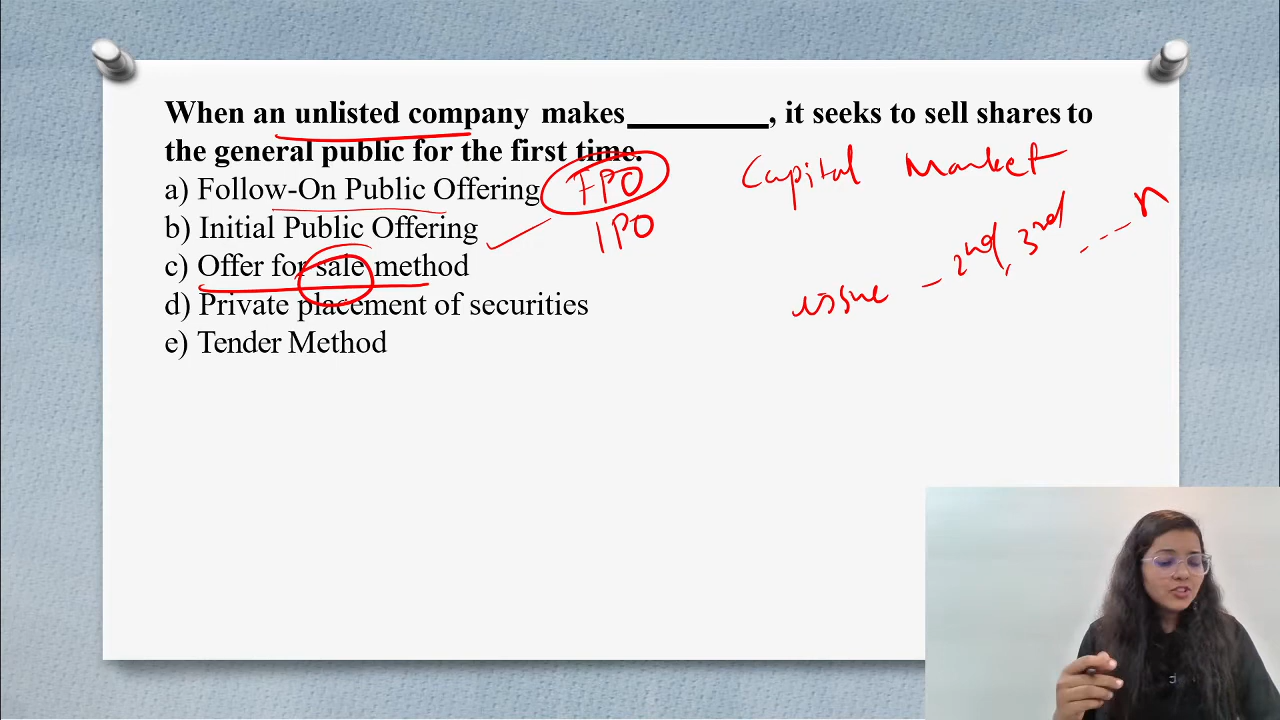 When an unlisted company makes__________, it seeks to sell shares to
the general public for the first time.
a) Follow-On Public Offering FPO
b) Initial Public Offering IPO
c) Offer for sale method
d) Private placement of securities
e) Tender Method
Capital Market
issue - 2nd, 3rd ... n